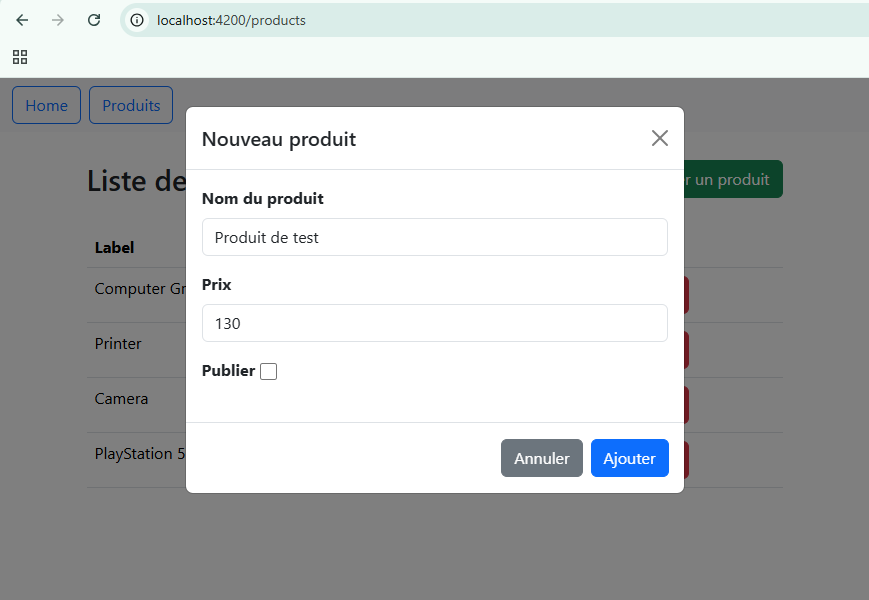 localhost:4200/products
Home Produits
Nouveau produit
Liste de
r un produit
Nom du produit
Produit de test
Label
Prix
Computer Gr
130
Printer
Publier
Camera
PlayStation 5
Annuler Ajouter